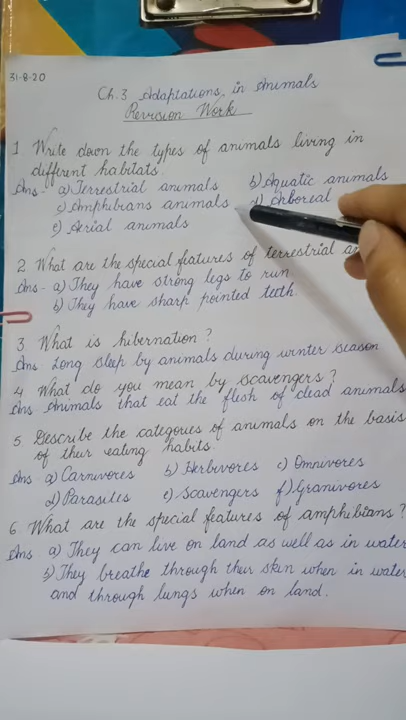 31-8-20
Ch.3 Adaptations in Animals
Revision Work
1 Write down the types of animals living in
different habitats.
Ans- a) Terrestrial animals b) Aquatic animals
c) Amphibians animals d) Arboreal
e) Aerial animals
2. What are the special features of terrestrial
Ans- a) They have strong legs to run
b) They have sharp pointed teeth.
3 What is hibernation?
Ans Long sleep by animals during winter season
4 What do you mean by scavengers?
Ans Animals that eat the flesh of dead animals
5 Describe the categories of animals on the basis
of their eating habits.
Ans- a) Carnivores b) Herbivores c) Omnivores
d) Parasites e) Scavengers f) Granivores
6. What are the special features of amphibians?
Ans a) They can live on land as well as in water
b) They breathe through their skin when in water
and through lungs when on land.